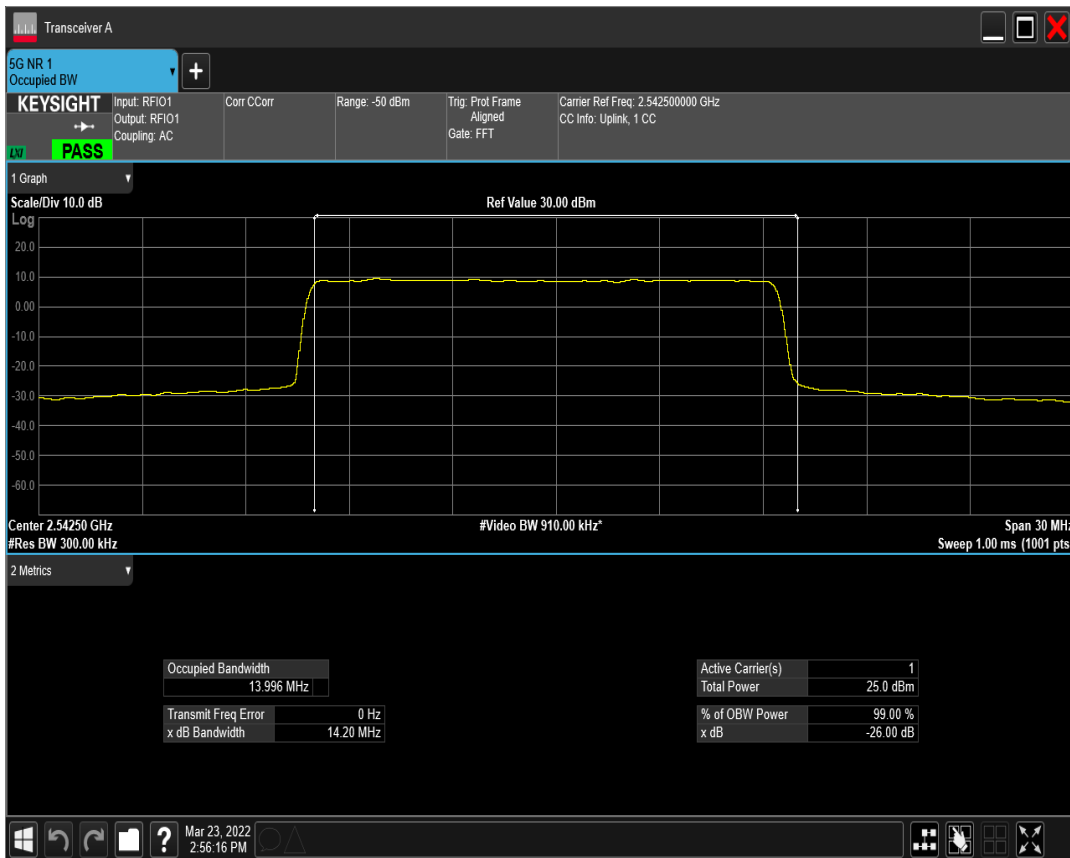 Transceiver A
5G NR 1
Occupied BW
+
KEYSIGHT
LXI
PASS
Input: RFIO1
Output: RFIO1
Coupling: AC
Corr CCorr
Range: -50 dBm
Trig: Prot Frame
Aligned
Gate: FFT
Carrier Ref Freq: 2.542500000 GHz
CC Info: Uplink, 1 CC
1 Graph
Scale/Div 10.0 dB
Ref Value 30.00 dBm
Log
20.0
10.0
0.00
-10.0
-20.0
-30.0
-40.0
-50.0
-60.0
Center 2.54250 GHz
#Video BW 910.00 kHz*
Span 30 MHz
#Res BW 300.00 kHz
Sweep 1.00 ms (1001 pts
2 Metrics
Occupied Bandwidth
13.996 MHz
Transmit Freq Error 0 Hz
x dB Bandwidth 14.20 MHz
Active Carrier(s) 1
Total Power 25.0 dBm
% of OBW Power 99.00 %
x dB -26.00 dB
?
Mar 23, 2022
2:56:16 PM